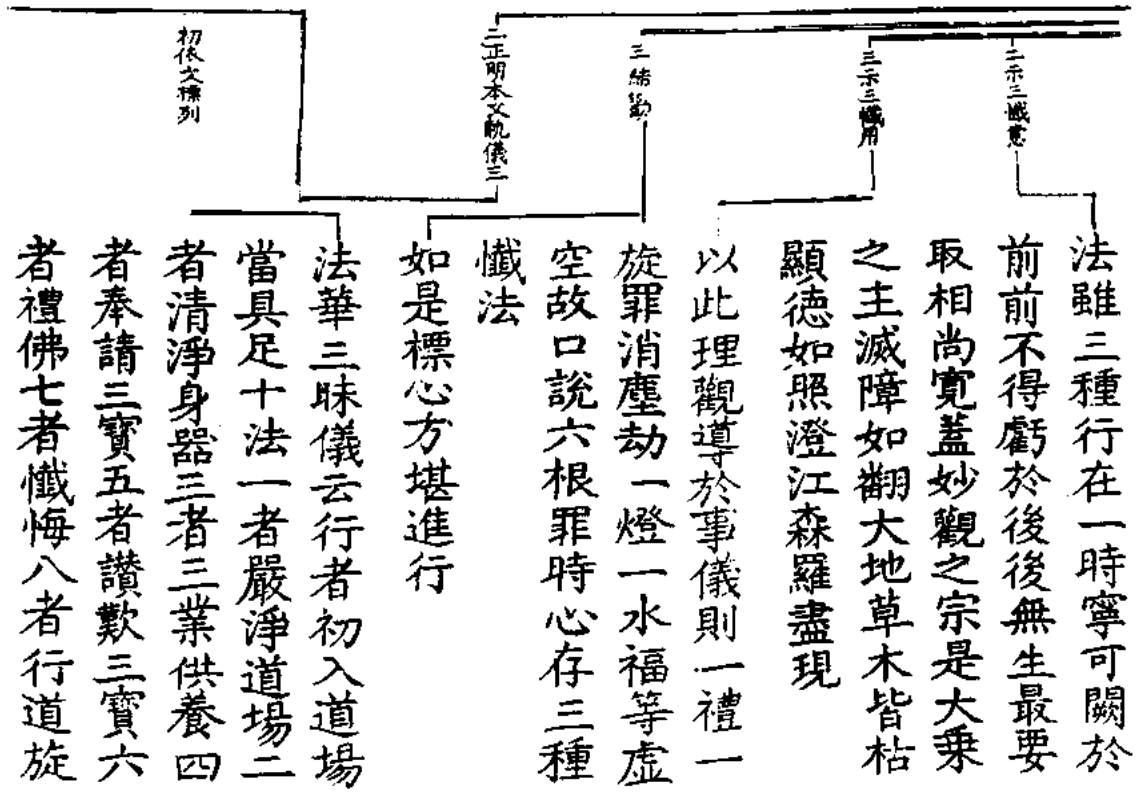 二示三懺意
三示三懺用
三結勸
二正明本文軌儀三
初依文標列
法雖三種行在一時寧可闕於
前前不得虧於後後無生最要
取相尚寬蓋妙觀之宗是大乘
之主滅障如翻大地草木皆枯
顯德如照澄江森羅盡現
以此理觀導於事儀則一禮一
旋罪消塵劫一燈一水福等虛
空故口說六根罪時心存三種
懺法
如是標心方堪進行
法華三昧儀云行者初入道場
當具足十法一者嚴淨道場二
者清淨身器三者三業供養四
者奉請三寶五者讃歎三寶六
者禮佛七者懺悔八者行道旋